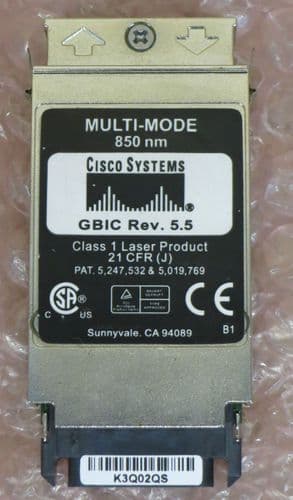 MULTI-MODE
850 nm
CISCO SYSTEMS
®
GBIC Rev. 5.5
Class 1 Laser Product
21 CFR (J)
PAT. 5,247,532 & 5,019,769
C US
CE
Sunnyvale, CA 94089
B1
K3Q02QS